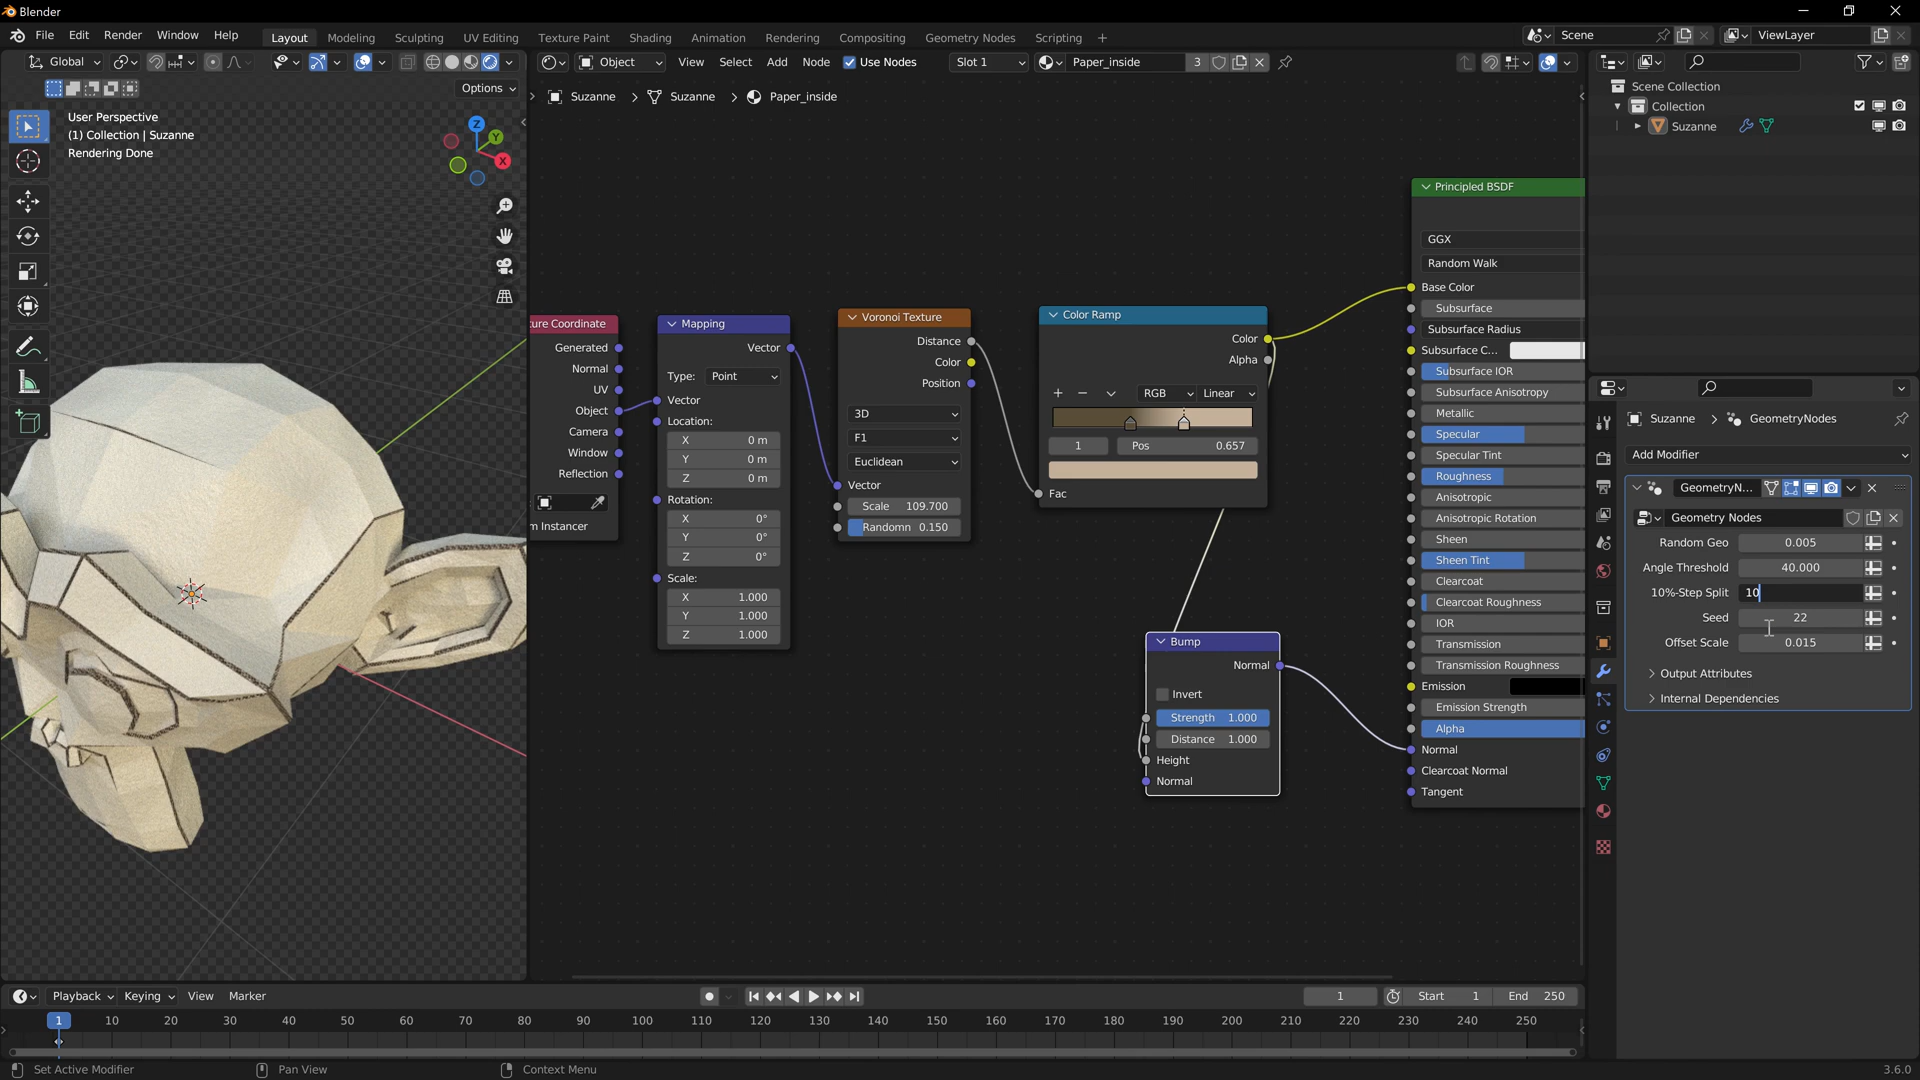 Blender
File Edit Render Window Help Layout Modeling Sculpting UV Editing Texture Paint Shading Animation Rendering Compositing Geometry Nodes Scripting + Scene ViewLayer
Global Object View Select Add Node Use Nodes Slot 1 Paper_inside 3
Options
Suzanne > Suzanne > Paper_inside
User Perspective
(1) Collection | Suzanne
Rendering Done
Z
Y
X
ure Coordinate
Generated
Normal
UV
Object
Camera
Window
Reflection
m Instancer
Mapping
Vector
Type: Point
Vector
Location:
X 0 m
Y 0 m
Z 0 m
Rotation:
X 0°
Y 0°
Z 0°
Scale:
X 1.000
Y 1.000
Z 1.000
Voronoi Texture
Distance
Color
Position
3D
F1
Euclidean
Vector
Scale 109.700
Randomn 0.150
Color Ramp
Color
Alpha
RGB Linear
1 Pos 0.657
Fac
Bump
Normal
Invert
Strength 1.000
Distance 1.000
Height
Normal
Principled BSDF
GGX
Random Walk
Base Color
Subsurface
Subsurface Radius
Subsurface C...
Subsurface IOR
Subsurface Anisotropy
Metallic
Specular
Specular Tint
Roughness
Anisotropic
Anisotropic Rotation
Sheen
Sheen Tint
Clearcoat
Clearcoat Roughness
IOR
Transmission
Transmission Roughness
Emission
Emission Strength
Alpha
Normal
Clearcoat Normal
Tangent
Scene Collection
Collection
Suzanne
Suzanne > GeometryNodes
Add Modifier
GeometryN...
Geometry Nodes
Random Geo 0.005
Angle Threshold 40.000
10%-Step Split 10
Seed 22
Offset Scale 0.015
Output Attributes
Internal Dependencies
Playback Keying View Marker 1 Start 1 End 250
1 10 20 30 40 50 60 70 80 90 100 110 120 130 140 150 160 170 180 190 200 210 220 230 240 250
Set Active Modifier Pan View Context Menu 3.6.0